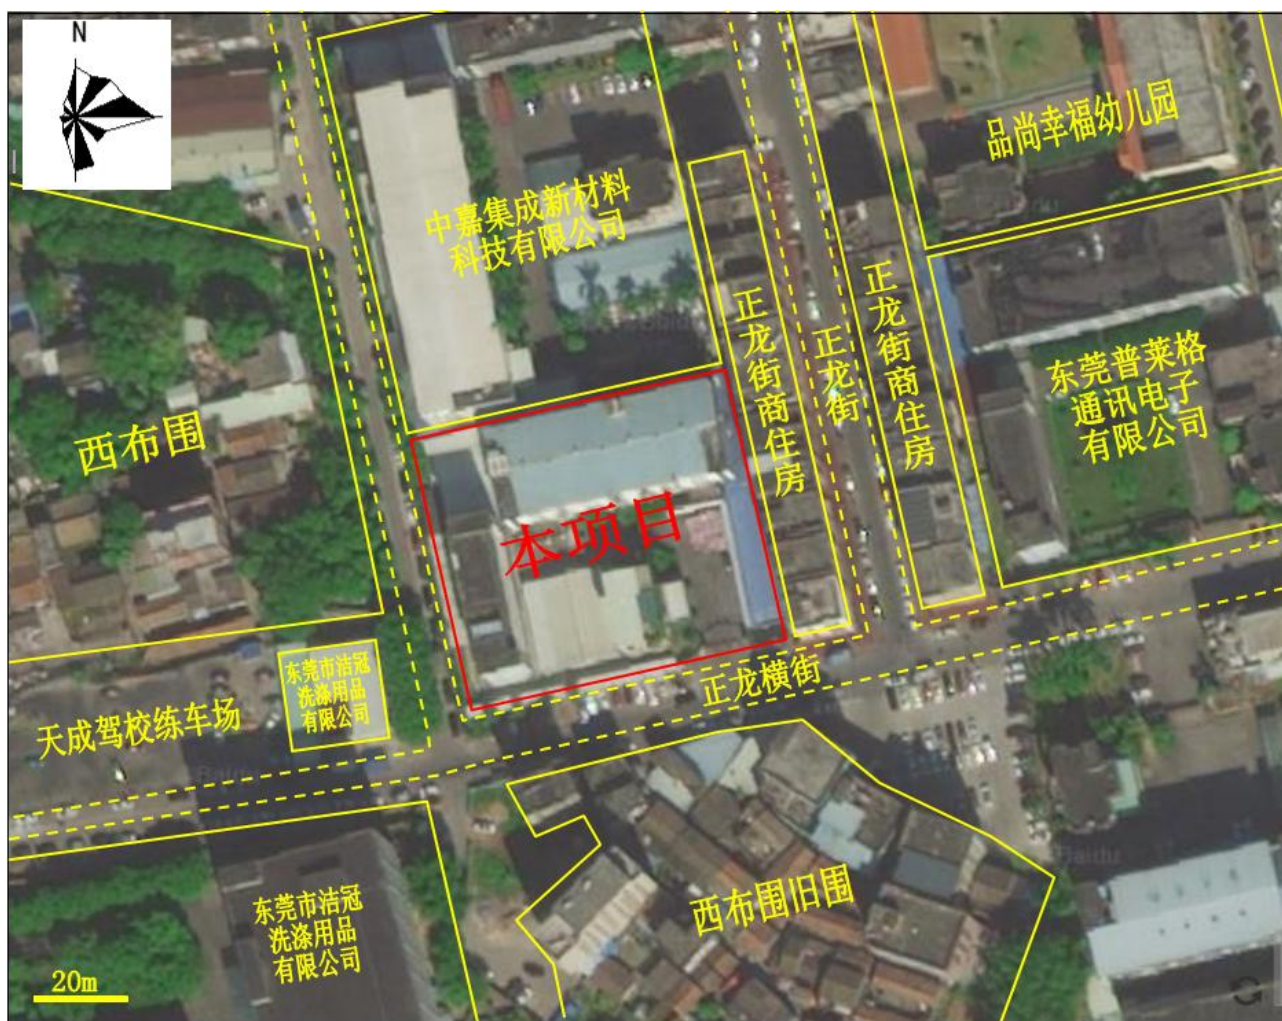 N
品尚幸福幼儿园
中嘉集成新材料
科技有限公司
正龙街商住房
正龙街
正龙街商住房
东莞普莱格
通讯电子
有限公司
西布围
本项目
东莞市洁冠
洗涤用品
有限公司
正龙横街
天成驾校练车场
西布围旧围
东莞市洁冠
洗涤用品
有限公司
20m